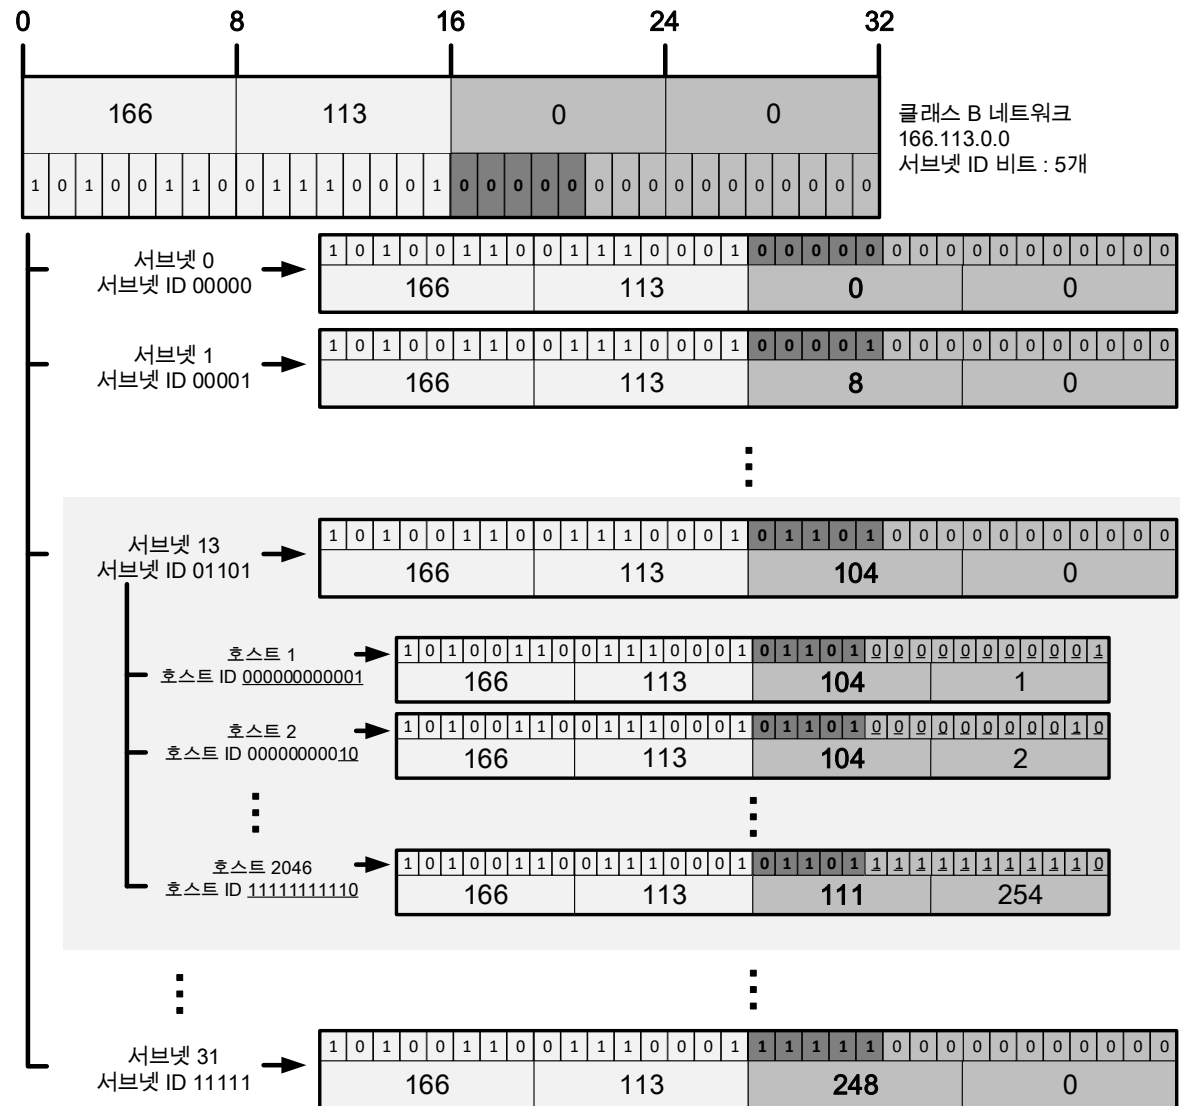 0 8 16 24 32
166 113 0 0
클래스 B 네트워크
166.113.0.0
서브넷 ID 비트 : 5개
1 0 1 0 0 1 1 0 0 1 1 1 0 0 0 1 0 0 0 0 0 0 0 0 0 0 0 0 0 0 0 0
서브넷 0
서브넷 ID 00000
1 0 1 0 0 1 1 0 0 1 1 1 0 0 0 1 0 0 0 0 0 0 0 0 0 0 0 0 0 0 0 0
166 113 0 0
서브넷 1
서브넷 ID 00001
1 0 1 0 0 1 1 0 0 1 1 1 0 0 0 1 0 0 0 0 1 0 0 0 0 0 0 0 0 0 0 0
166 113 8 0
서브넷 13
서브넷 ID 01101
1 0 1 0 0 1 1 0 0 1 1 1 0 0 0 1 0 1 1 0 1 0 0 0 0 0 0 0 0 0 0 0
166 113 104 0
호스트 1
호스트 ID 000000000001
1 0 1 0 0 1 1 0 0 1 1 1 0 0 0 1 0 1 1 0 1 0 0 0 0 0 0 0 0 0 0 1
166 113 104 1
호스트 2
호스트 ID 00000000010
1 0 1 0 0 1 1 0 0 1 1 1 0 0 0 1 0 1 1 0 1 0 0 0 0 0 0 0 0 0 1 0
166 113 104 2
호스트 2046
호스트 ID 11111111110
1 0 1 0 0 1 1 0 0 1 1 1 0 0 0 1 0 1 1 0 1 1 1 1 1 1 1 1 1 1 1 0
166 113 111 254
서브넷 31
서브넷 ID 11111
1 0 1 0 0 1 1 0 0 1 1 1 0 0 0 1 1 1 1 1 1 0 0 0 0 0 0 0 0 0 0 0
166 113 248 0